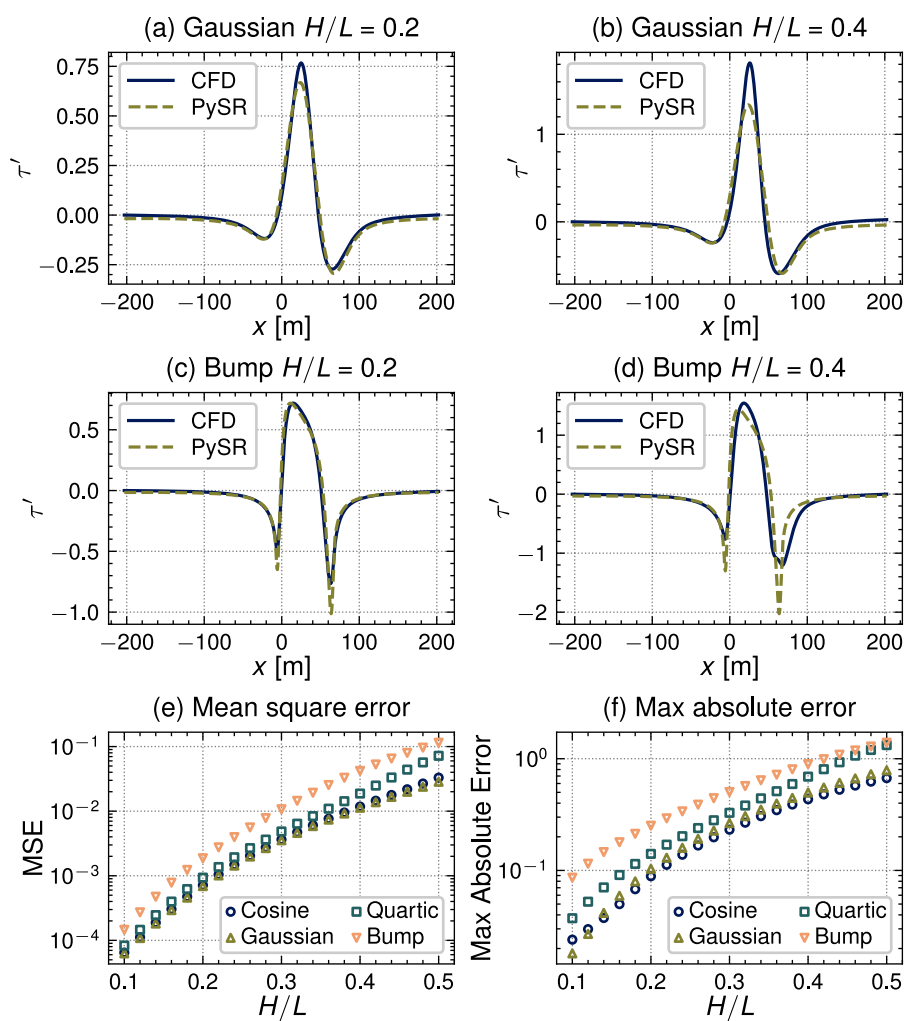 (a) Gaussian H/L = 0.2
0.75
0.50
0.25
0.00
−0.25
τ′
CFD
PySR
−200 −100 0 100 200
x [m]
(b) Gaussian H/L = 0.4
1
0
τ′
CFD
PySR
−200 −100 0 100 200
x [m]
(c) Bump H/L = 0.2
0.5
0.0
−0.5
−1.0
τ′
CFD
PySR
−200 −100 0 100 200
x [m]
(d) Bump H/L = 0.4
1
0
−1
−2
τ′
CFD
PySR
−200 −100 0 100 200
x [m]
(e) Mean square error
10⁻¹
10⁻²
10⁻³
10⁻⁴
MSE
Cosine Quartic
Gaussian Bump
0.1 0.2 0.3 0.4 0.5
H/L
(f) Max absolute error
10⁰
10⁻¹
Max Absolute Error
Cosine Quartic
Gaussian Bump
0.1 0.2 0.3 0.4 0.5
H/L